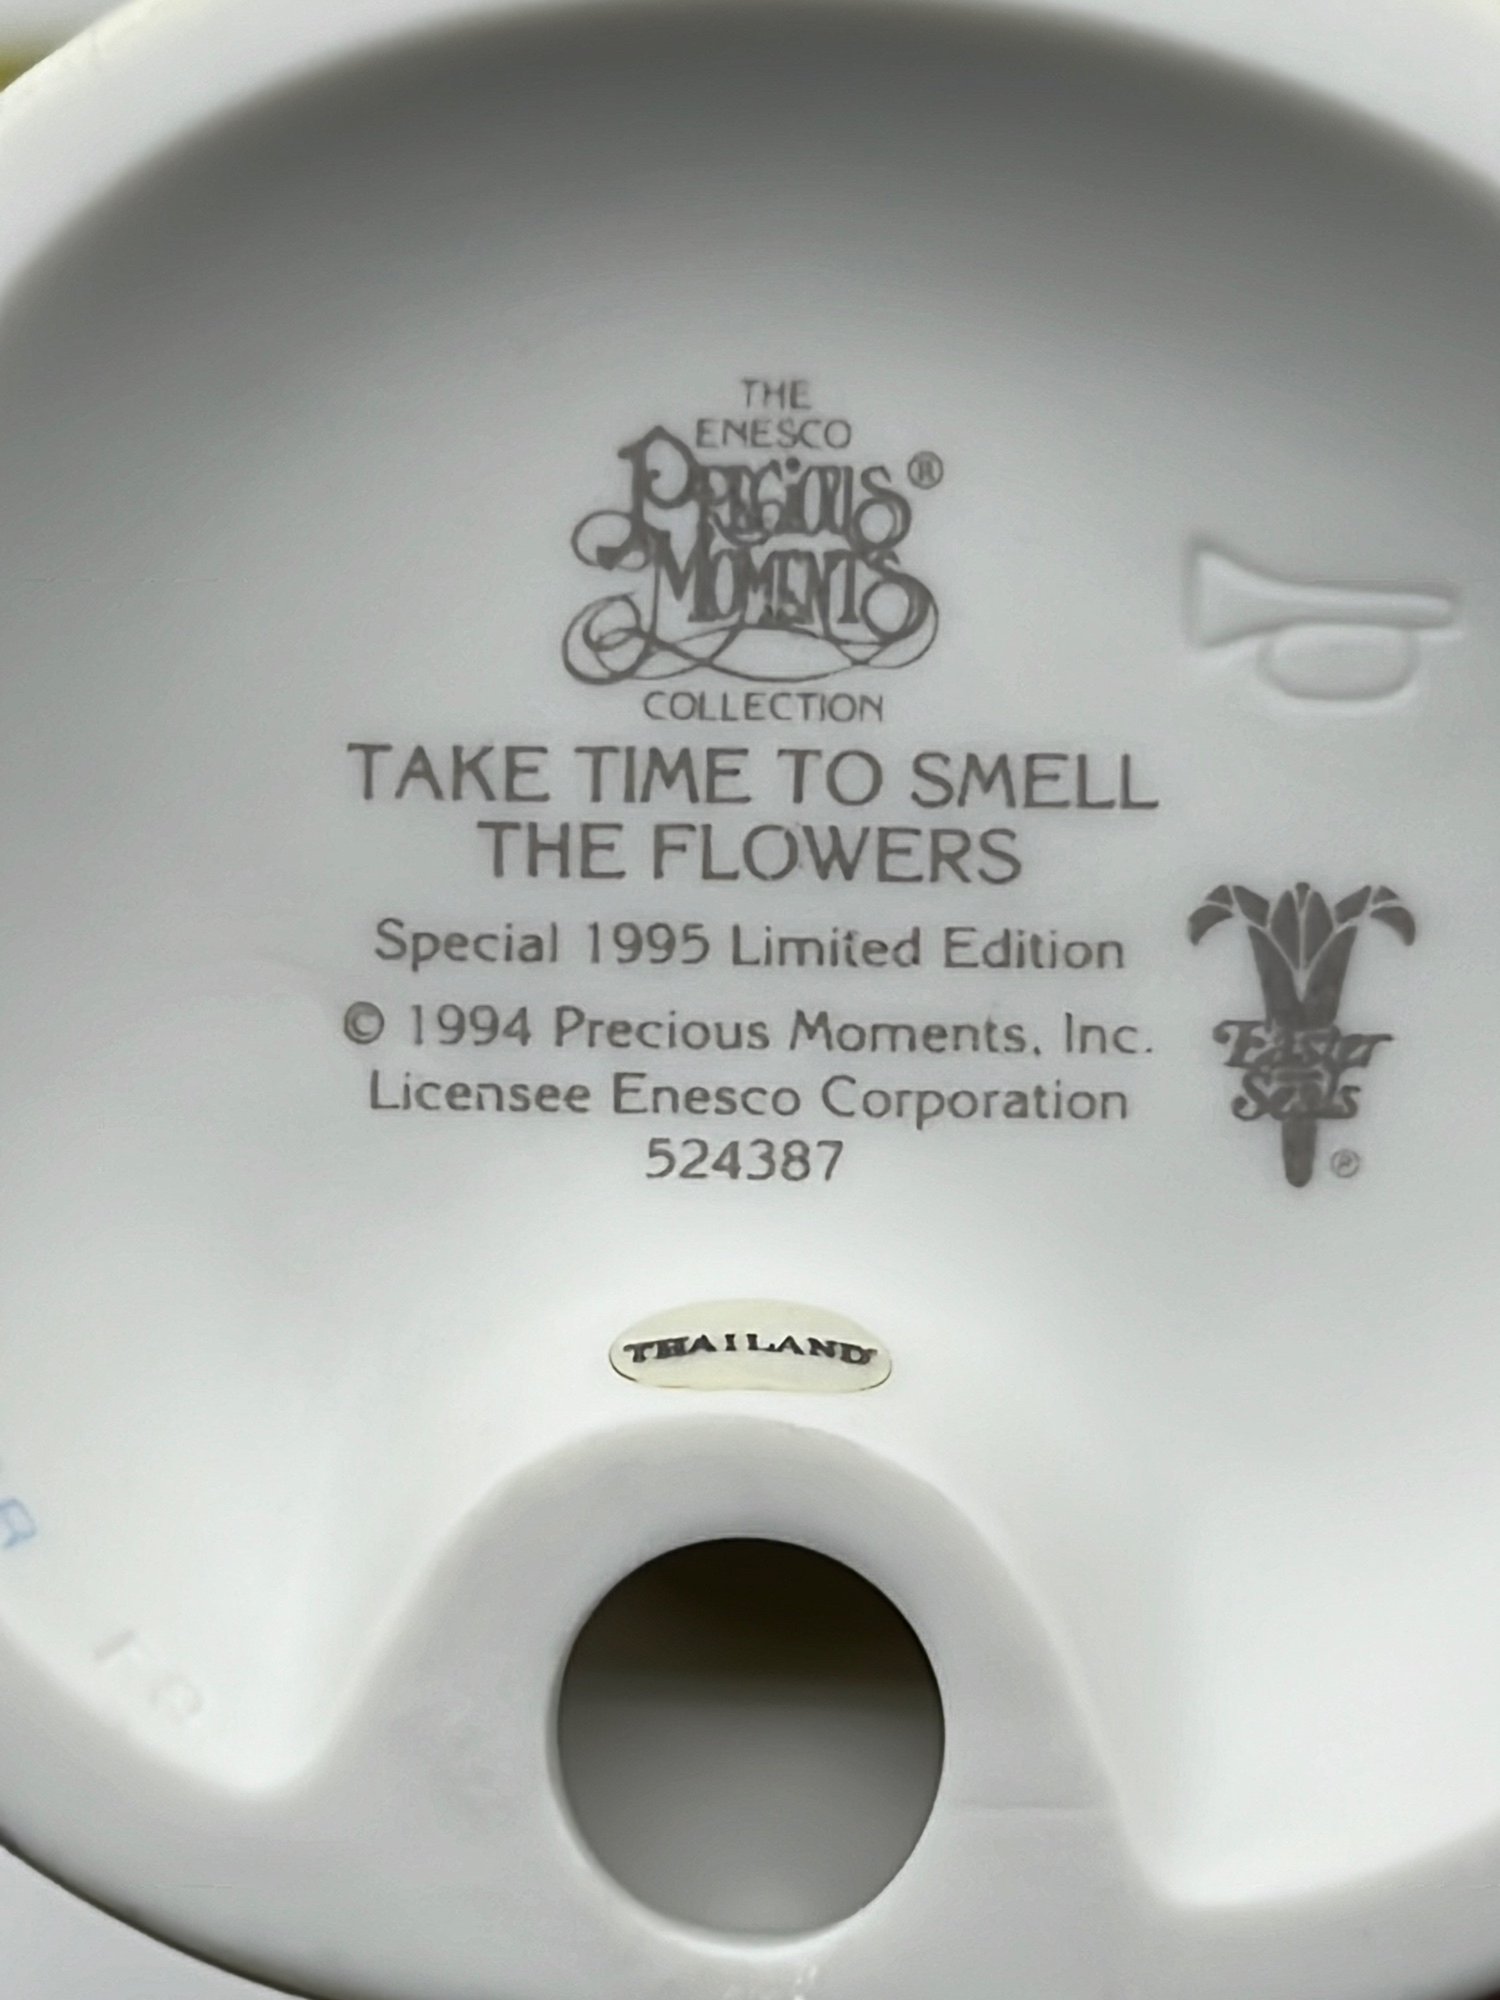 THE
ENESCO
PRECIOUS ®
MOMENTS
COLLECTION
TAKE TIME TO SMELL
THE FLOWERS
Special 1995 Limited Edition
© 1994 Precious Moments, Inc.
Licensee Enesco Corporation
524387
Easter
Seals
®
THAILAND